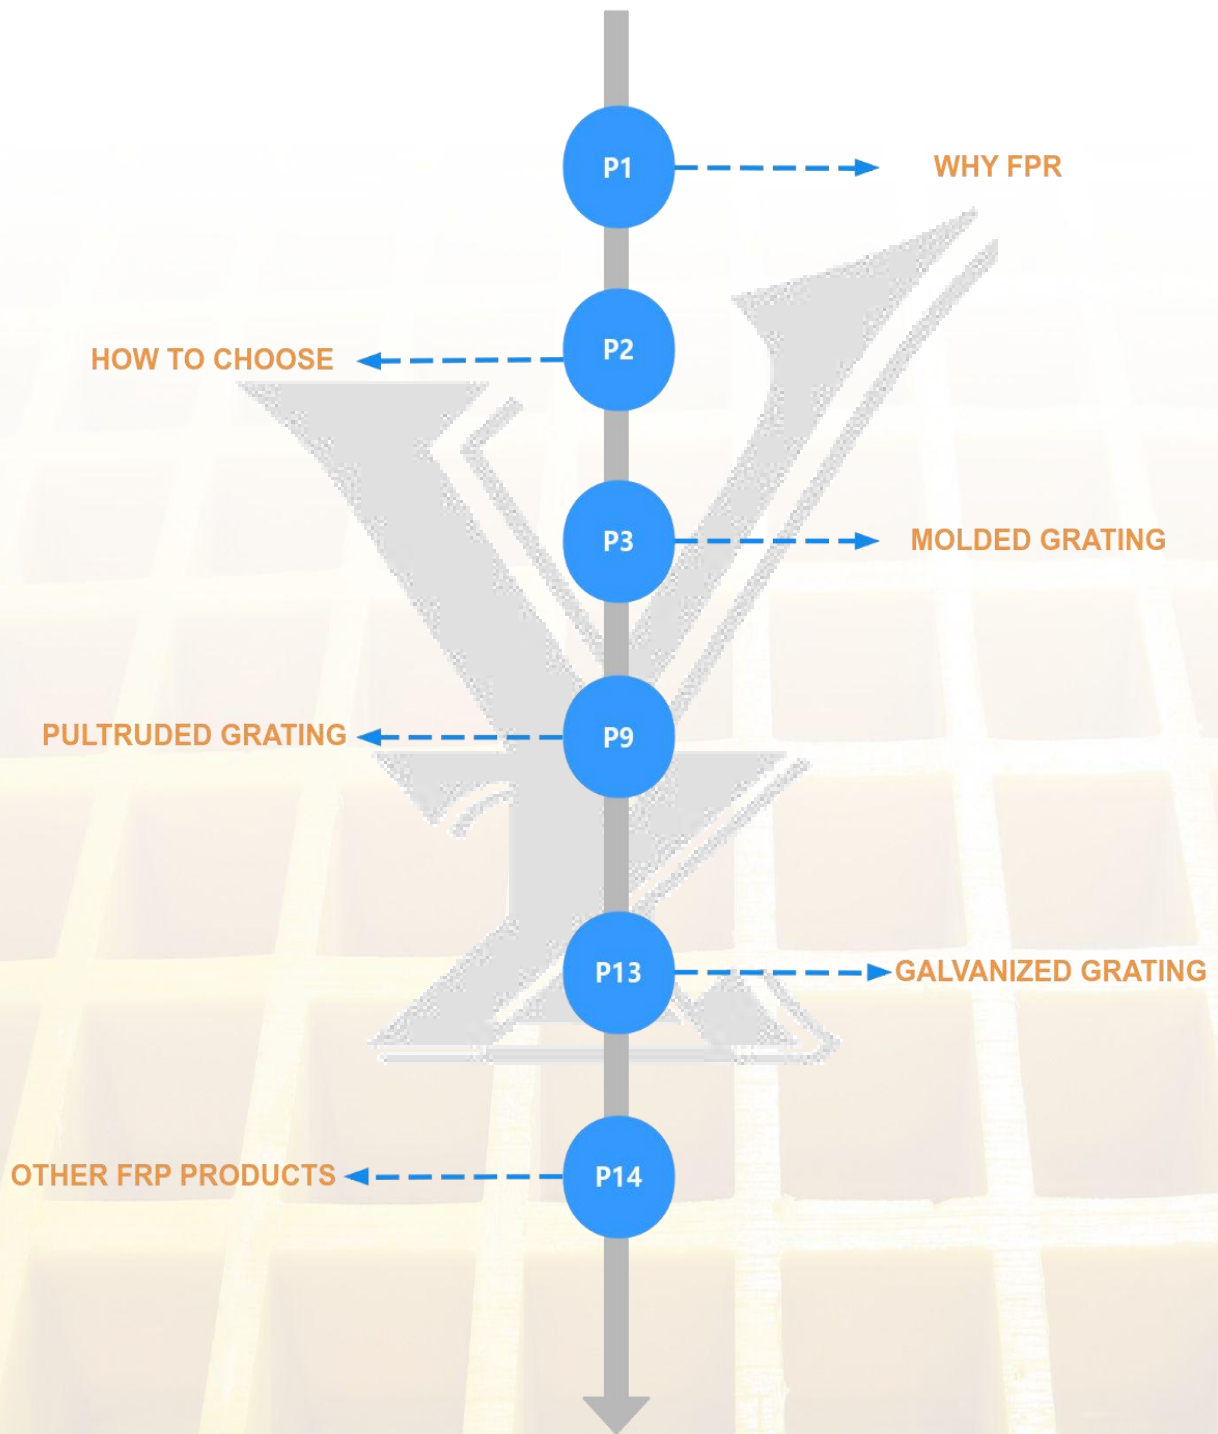 P1
WHY FPR
P2
HOW TO CHOOSE
P3
MOLDED GRATING
P9
PULTRUDED GRATING
P13
GALVANIZED GRATING
P14
OTHER FRP PRODUCTS